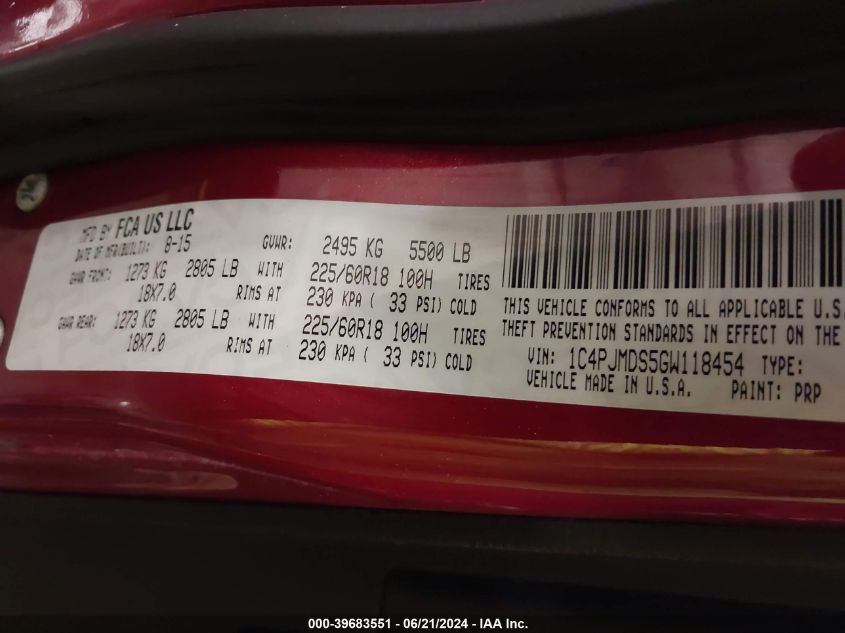 MFD BY FCA US LLC
DATE OF MFR(BUILT): 8-15 GVWR: 2495 KG 5500 LB
GAWR FRONT: 1273 KG 2805 LB WITH 225/60R18 100H TIRES
18X7.0 RIMS AT 230 KPA ( 33 PSI) COLD
GAWR REAR: 1273 KG 2805 LB WITH 225/60R18 100H TIRES
18X7.0 RIMS AT 230 KPA ( 33 PSI) COLD
THIS VEHICLE CONFORMS TO ALL APPLICABLE U.S.
THEFT PREVENTION STANDARDS IN EFFECT ON THE
VIN: 1C4PJMDS5GW118454 TYPE:
VEHICLE MADE IN U.S.A. PAINT: PRP
000-39683551 - 06/21/2024 - IAA Inc.